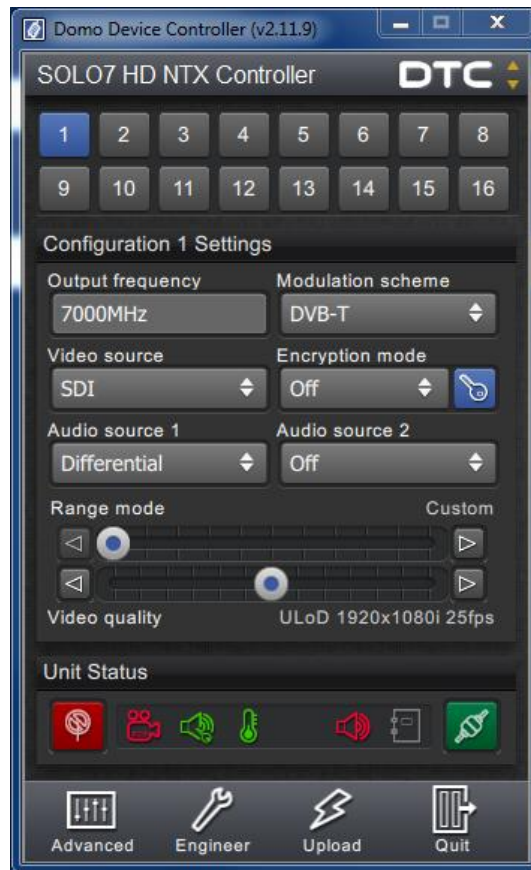 Domo Device Controller (v2.11.9)
SOLO7 HD NTX Controller DTC
1 2 3 4 5 6 7 8
9 10 11 12 13 14 15 16
Configuration 1 Settings
Output frequency Modulation scheme
7000MHz DVB-T
Video source Encryption mode
SDI Off
Audio source 1 Audio source 2
Differential Off
Range mode Custom
Video quality ULoD 1920x1080i 25fps
Unit Status
Advanced Engineer Upload Quit